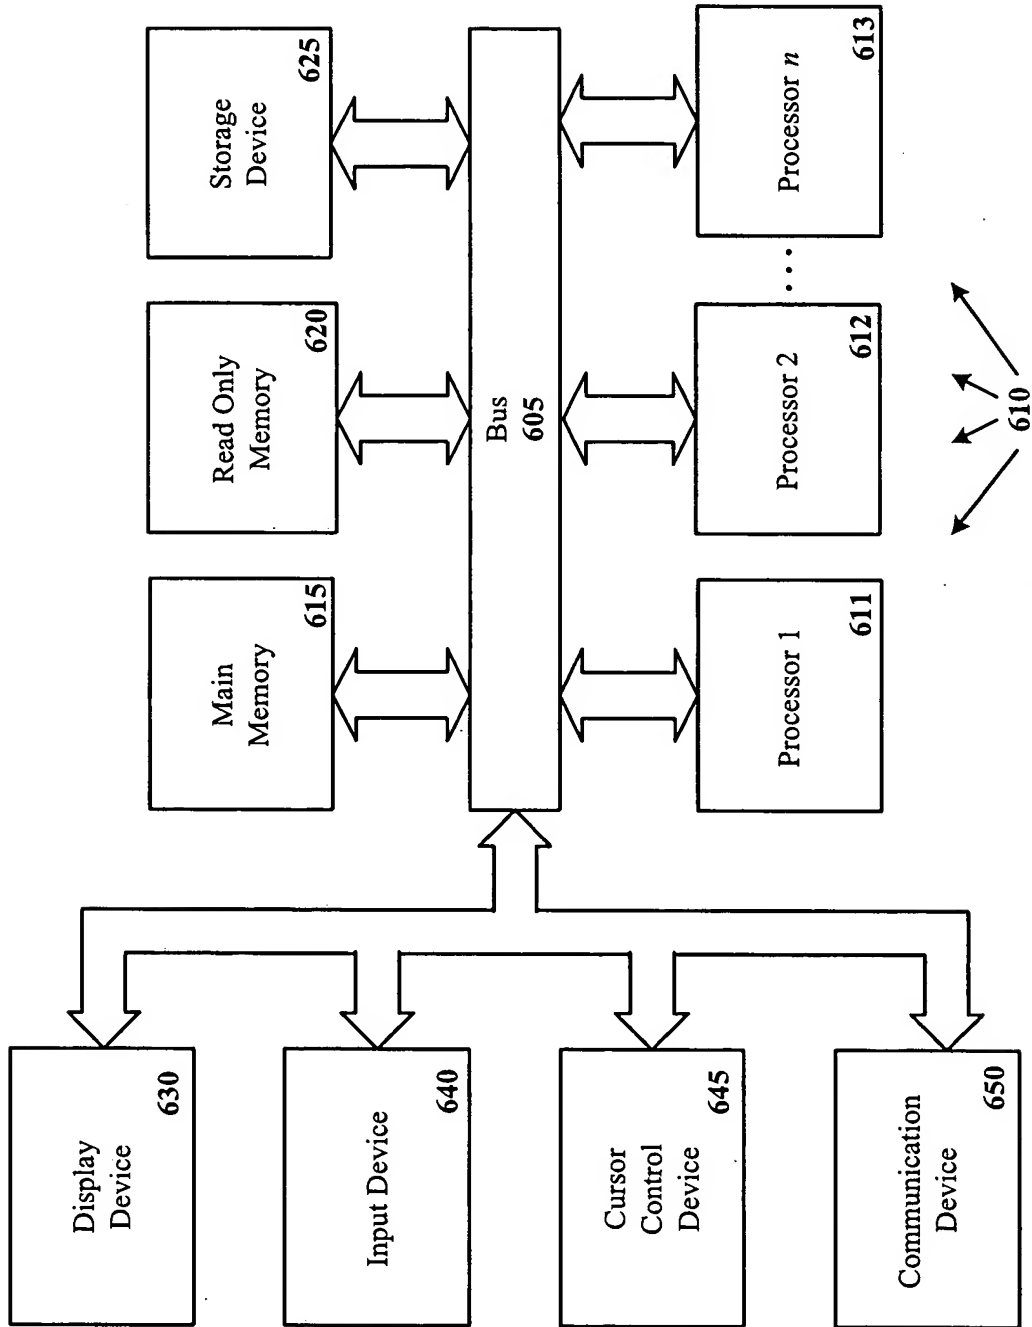 Display
Device
630
Input Device
640
Cursor
Control
Device
645
Communication
Device
650
Main
Memory
615
Read Only
Memory
620
Storage
Device
625
Bus
605
Processor 1
611
Processor 2
612
• • •
Processor n
613
610